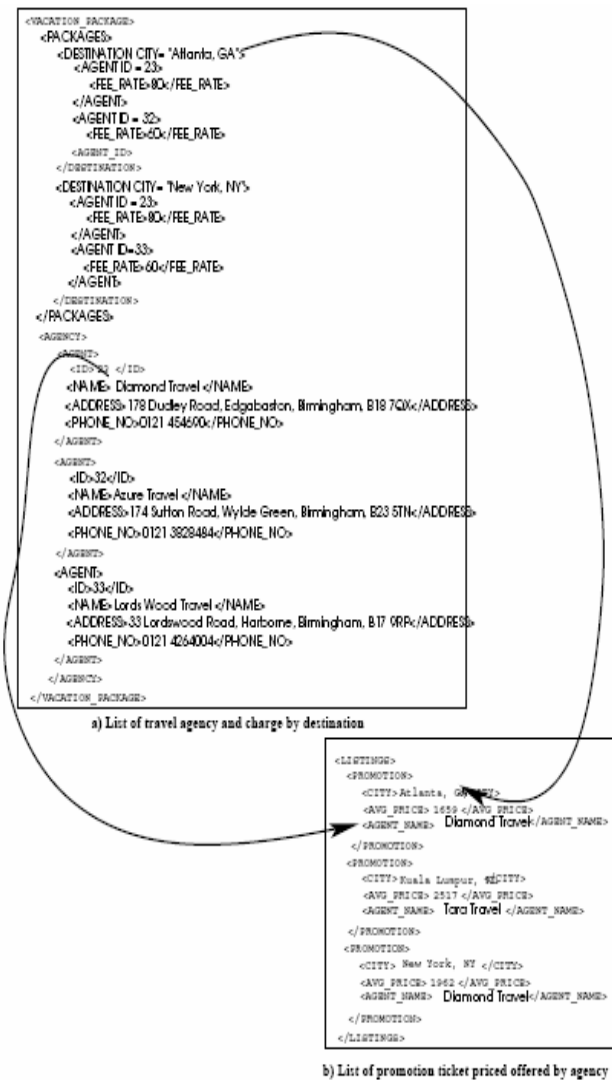 <VACATION_PACKAGE>
<PACKAGES>
<DESTINATION CITY= "Atlanta, GA">
<AGENT ID = 23>
<FEE_RATE>80</FEE_RATE>
</AGENT>
<AGENT ID = 32>
<FEE_RATE>60</FEE_RATE>
<AGENT_ID>
</DESTINATION>
<DESTINATION CITY= "New York, NY">
<AGENT ID = 23>
<FEE_RATE>80</FEE_RATE>
</AGENT>
<AGENT ID=33>
<FEE_RATE>60</FEE_RATE>
</AGENT>
</DESTINATION>
</PACKAGES>
<AGENCY>
<AGENT>
<ID> 23 </ID>
<NAME> Diamond Travel </NAME>
<ADDRESS>178 Dudley Road, Edgabaston, Birmingham, B18 7QX</ADDRESS>
<PHONE_NO>0121 454690</PHONE_NO>
</AGENT>
<AGENT>
<ID>32</ID>
<NAME>Azure Travel </NAME>
<ADDRESS>174 Sutton Road, Wylde Green, Birmingham, B23 5TN</ADDRESS>
<PHONE_NO>0121 3828484</PHONE_NO>
</AGENT>
<AGENT>
<ID>33</ID>
<NAME>Lords Wood Travel </NAME>
<ADDRESS>33 Lordswood Road, Harborne, Birmingham, B17 9RP</ADDRESS>
<PHONE_NO>0121 4264004</PHONE_NO>
</AGENT>
</AGENCY>
</VACATION_PACKAGE>
a) List of travel agency and charge by destination
<LISTINGS>
<PROMOTION>
<CITY>Atlanta,
<AVG_PRICE> 1659 </AVG_PRICE>
<AGENT_NAME> Diamond Travel</AGENT_NAME>
</PROMOTION>
<PROMOTION>
<CITY>Kuala Lumpur,
<AVG_PRICE> 2517 </AVG_PRICE>
<AGENT_NAME> Tara Travel </AGENT_NAME>
</PROMOTION>
<PROMOTION>
<CITY> New York, NY </CITY>
<AVG_PRICE> 1962 </AVG_PRICE>
<AGENT_NAME> Diamond Travel</AGENT_NAME>
</PROMOTION>
</LISTINGS>
b) List of promotion ticket priced offered by agency